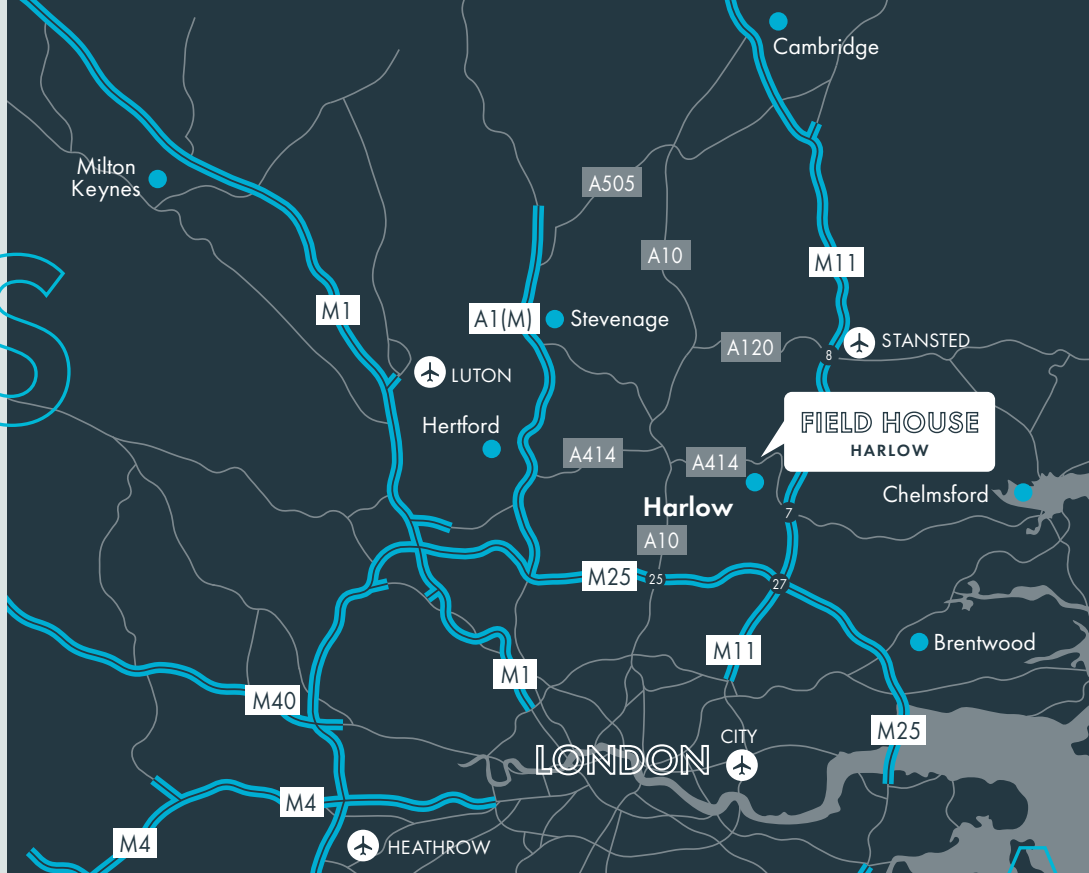 Cambridge
Milton
Keynes
A505
A10
M11
M1
A1(M)
Stevenage
A120
8
STANSTED
LUTON
FIELD HOUSE
HARLOW
Hertford
A414
A414
Harlow
Chelmsford
7
A10
M25
25
27
Brentwood
M11
M1
M40
M25
CITY
LONDON
M4
M4
HEATHROW
S